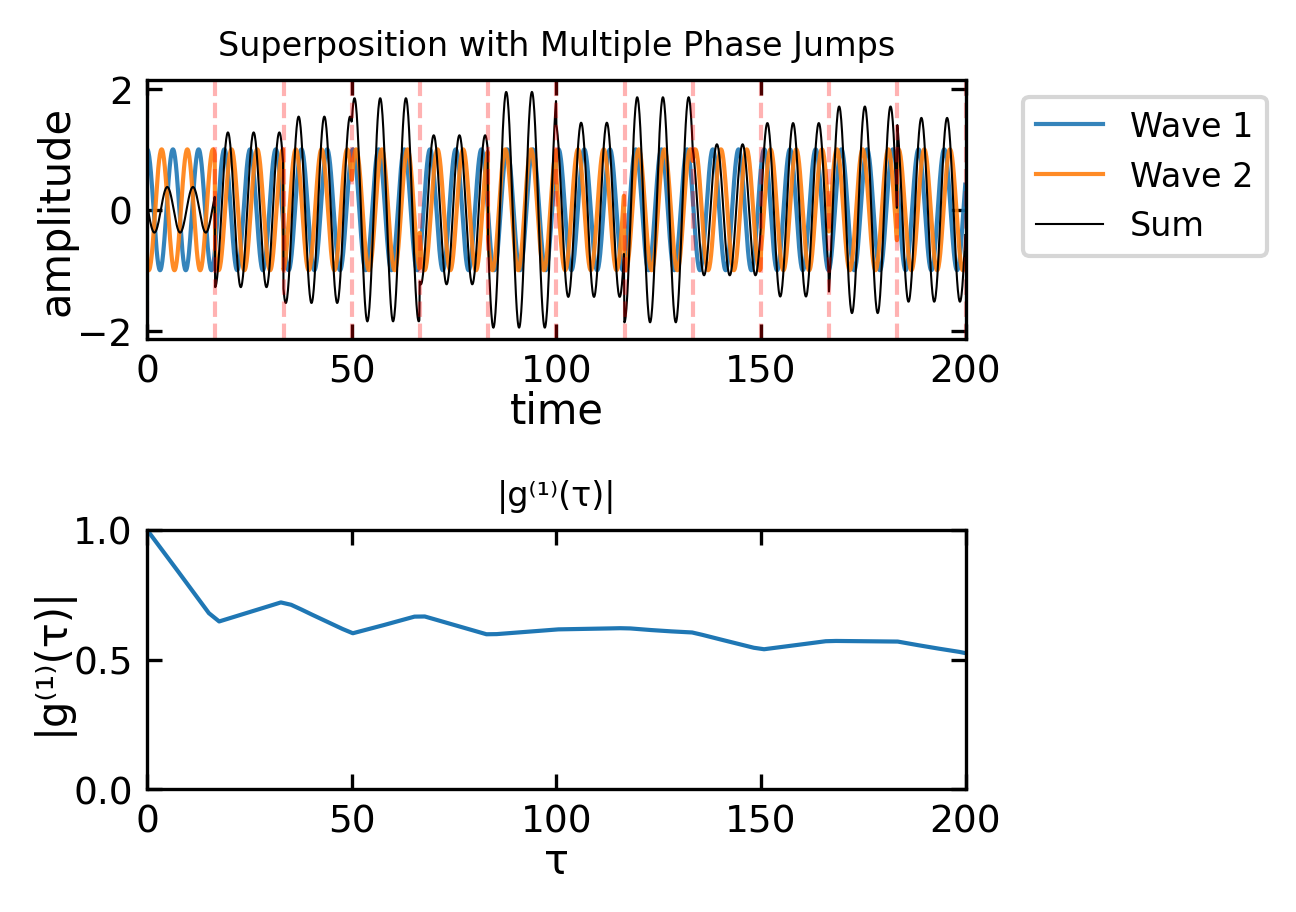 Superposition with Multiple Phase Jumps
2
0
−2
amplitude
0 50 100 150 200
time
Wave 1
Wave 2
Sum
|g⁽¹⁾(τ)|
1.0
0.5
0.0
|g⁽¹⁾(τ)|
0 50 100 150 200
τ